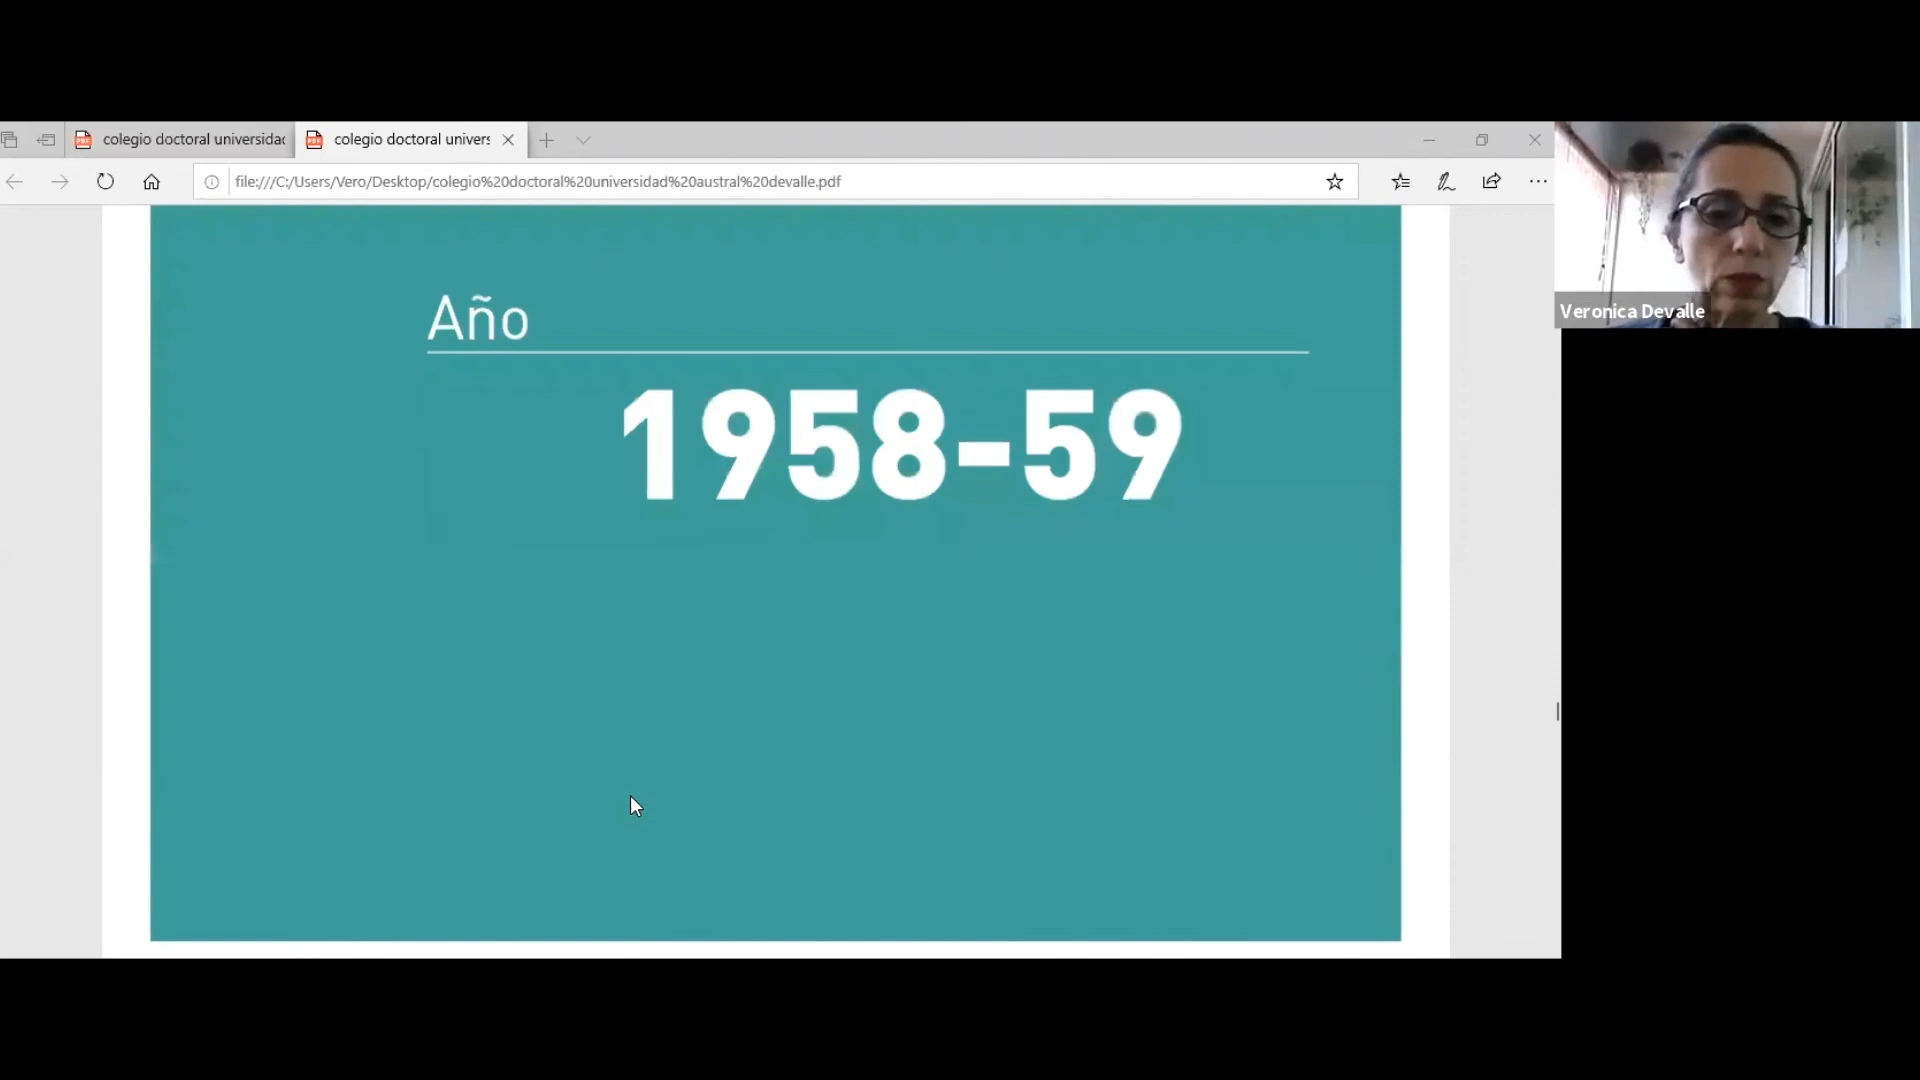 colegio doctoral universidad
colegio doctoral univers
file:///C:/Users/Vero/Desktop/colegio%20doctoral%20universidad%20austral%20devalle.pdf
Año
1958-59
Veronica Devalle